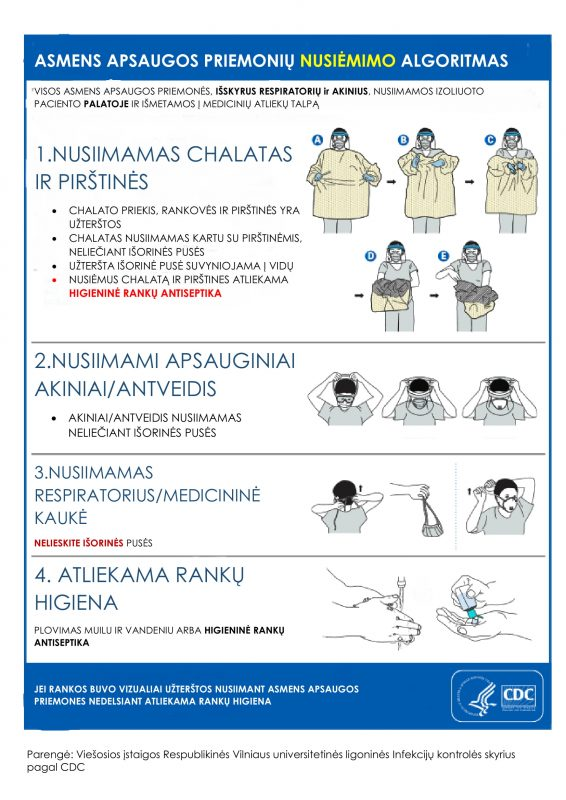 ASMENS APSAUGOS PRIEMONIŲ NUSIĖMIMO ALGORITMAS
VISOS ASMENS APSAUGOS PRIEMONĖS, IŠSKYRUS RESPIRATORIŲ ir AKINIUS, NUSIIMAMOS IZOLIUOTO
PACIENTO PALATOJE IR IŠMETAMOS Į MEDICINIŲ ATLIEKŲ TALPĄ
1.NUSIIMAMAS CHALATAS
IR PIRŠTINĖS
• CHALATO PRIEKIS, RANKOVĖS IR PIRŠTINĖS YRA
UŽTERŠTOS
• CHALATAS NUSIIMAMAS KARTU SU PIRŠTINĖMIS,
NELIEČIANT IŠORINĖS PUSĖS
• UŽTERŠTA IŠORINĖ PUSĖ SUVYNIOJAMA Į VIDŲ
• NUSIĖMUS CHALATĄ IR PIRŠTINES ATLIEKAMA
HIGIENINĖ RANKŲ ANTISEPTIKA
A B C
D E
2.NUSIIMAMI APSAUGINIAI
AKINIAI/ANTVEIDIS
• AKINIAI/ANTVEIDIS NUSIIMAMAS
NELIEČIANT IŠORINĖS PUSĖS
3.NUSIIMAMAS
RESPIRATORIUS/MEDICININĖ
KAUKĖ
NELIESKITE IŠORINĖS PUSĖS
4. ATLIEKAMA RANKŲ
HIGIENA
PLOVIMAS MUILU IR VANDENIU ARBA HIGIENINĖ RANKŲ
ANTISEPTIKA
JEI RANKOS BUVO VIZUALIAI UŽTERŠTOS NUSIIMANT ASMENS APSAUGOS
PRIEMONES NEDELSIANT ATLIEKAMA RANKŲ HIGIENA
CDC
Parengė: Viešosios įstaigos Respublikinės Vilniaus universitetinės ligoninės Infekcijų kontrolės skyrius
pagal CDC